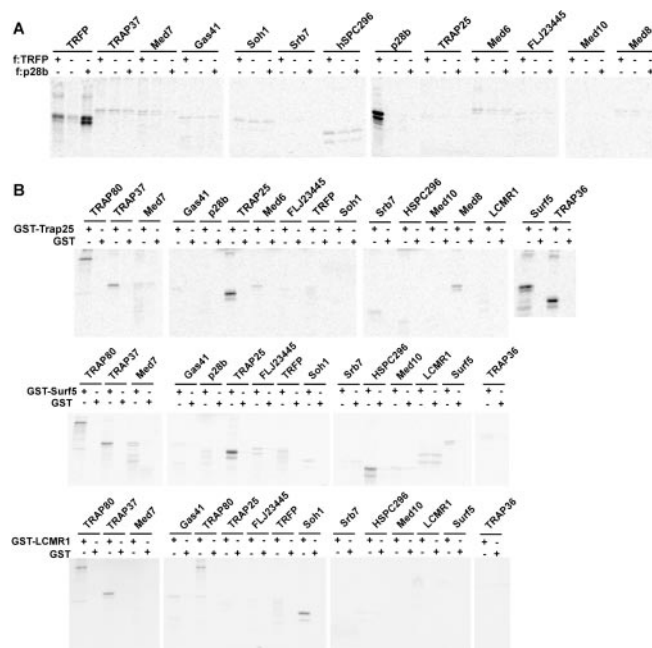 A
TRFP TRAP37 Med7 Gas41 Soh1 Srb7 hSPC296 p28b TRAP25 Med6 FLJ23445 Med10 Med8
f:TRFP + - - + - - + - - + - - + - - + - - + - - + - - + - - + - - + - - + - - + - -
f:p28b - - + - - + - - + - - + - - + - - + - - + - - + - - + - - + - - + - - + - - +
B
TRAP80 TRAP37 Med7 Gas41 p28b TRAP25 Med6 FLJ23445 TRFP Soh1 Srb7 HSPC296 Med10 Med8 LCMR1 Surf5 TRAP36
GST-Trap25 + - + - + - + - + - + - + - + - + - + - + - + - + - + - + - + - + -
GST - + - + - + - + - + - + - + - + - + - + - + - + - + - + - + - + - +
TRAP80 TRAP37 Med7 Gas41 p28b TRAP25 FLJ23445 TRFP Soh1 Srb7 HSPC296 Med10 LCMR1 Surf5 TRAP36
GST-Surf5 + - + - + - + - + - + - + - + - + - + - + - + - + - + - + -
GST - + - + - + - + - + - + - + - + - + - + - + - + - + - + - +
TRAP80 TRAP37 Med7 Gas41 TRAP80 TRAP25 FLJ23445 TRFP Soh1 Srb7 HSPC296 Med10 LCMR1 Surf5 TRAP36
GST-LCMR1 + - + - + - + - + - + - + - + - + - + - + - + - + - + - + -
GST - + - + - + - + - + - + - + - + - + - + - + - + - + - + - +